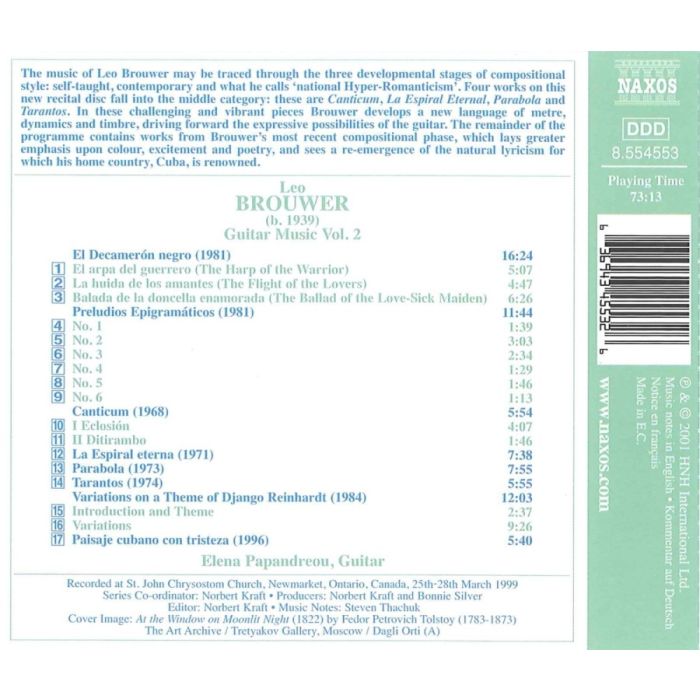 The music of Leo Brouwer may be traced through the three developmental stages of compositional
style: self-taught, contemporary and what he calls ‘national Hyper-Romanticism’. Four works on this
new recital disc fall into the middle category: these are Canticum, La Espiral Eternal, Parabola and
Tarantos. In these challenging and vibrant pieces Brouwer develops a new language of metre,
dynamics and timbre, driving forward the expressive possibilities of the guitar. The remainder of the
programme contains works from Brouwer’s most recent compositional phase, which lays greater
emphasis upon colour, excitement and poetry, and sees a re-emergence of the natural lyricism for
which his home country, Cuba, is renowned.
Leo
BROUWER
(b. 1939)
Guitar Music Vol. 2
El Decamerón negro (1981) 16:24
1 El arpa del guerrero (The Harp of the Warrior) 5:07
2 La huida de los amantes (The Flight of the Lovers) 4:47
3 Balada de la doncella enamorada (The Ballad of the Love-Sick Maiden) 6:26
Preludios Epigramáticos (1981) 11:44
4 No. 1 1:39
5 No. 2 3:03
6 No. 3 2:34
7 No. 4 1:29
8 No. 5 1:46
9 No. 6 1:13
Canticum (1968) 5:54
10 I Eclosión 4:07
11 II Ditirambo 1:46
12 La Espiral eterna (1971) 7:38
13 Parabola (1973) 7:55
14 Tarantos (1974) 5:55
Variations on a Theme of Django Reinhardt (1984) 12:03
15 Introduction and Theme 2:37
16 Variations 9:26
17 Paisaje cubano con tristeza (1996) 5:40
Elena Papandreou, Guitar
Recorded at St. John Chrysostom Church, Newmarket, Ontario, Canada, 25th-28th March 1999
Series Co-ordinator: Norbert Kraft • Producers: Norbert Kraft and Bonnie Silver
Editor: Norbert Kraft • Music Notes: Steven Thachuk
Cover Image: At the Window on Moonlit Night (1822) by Fedor Petrovich Tolstoy (1783-1873)
The Art Archive / Tretyakov Gallery, Moscow / Dagli Orti (A)
NAXOS
DDD
8.554553
Playing Time
73:13
6 36943 45532 6
℗ & © 2001 HNH International Ltd.
Music notes in English • Kommentar auf Deutsch
Notice en français
Made in E.C.
www.naxos.com